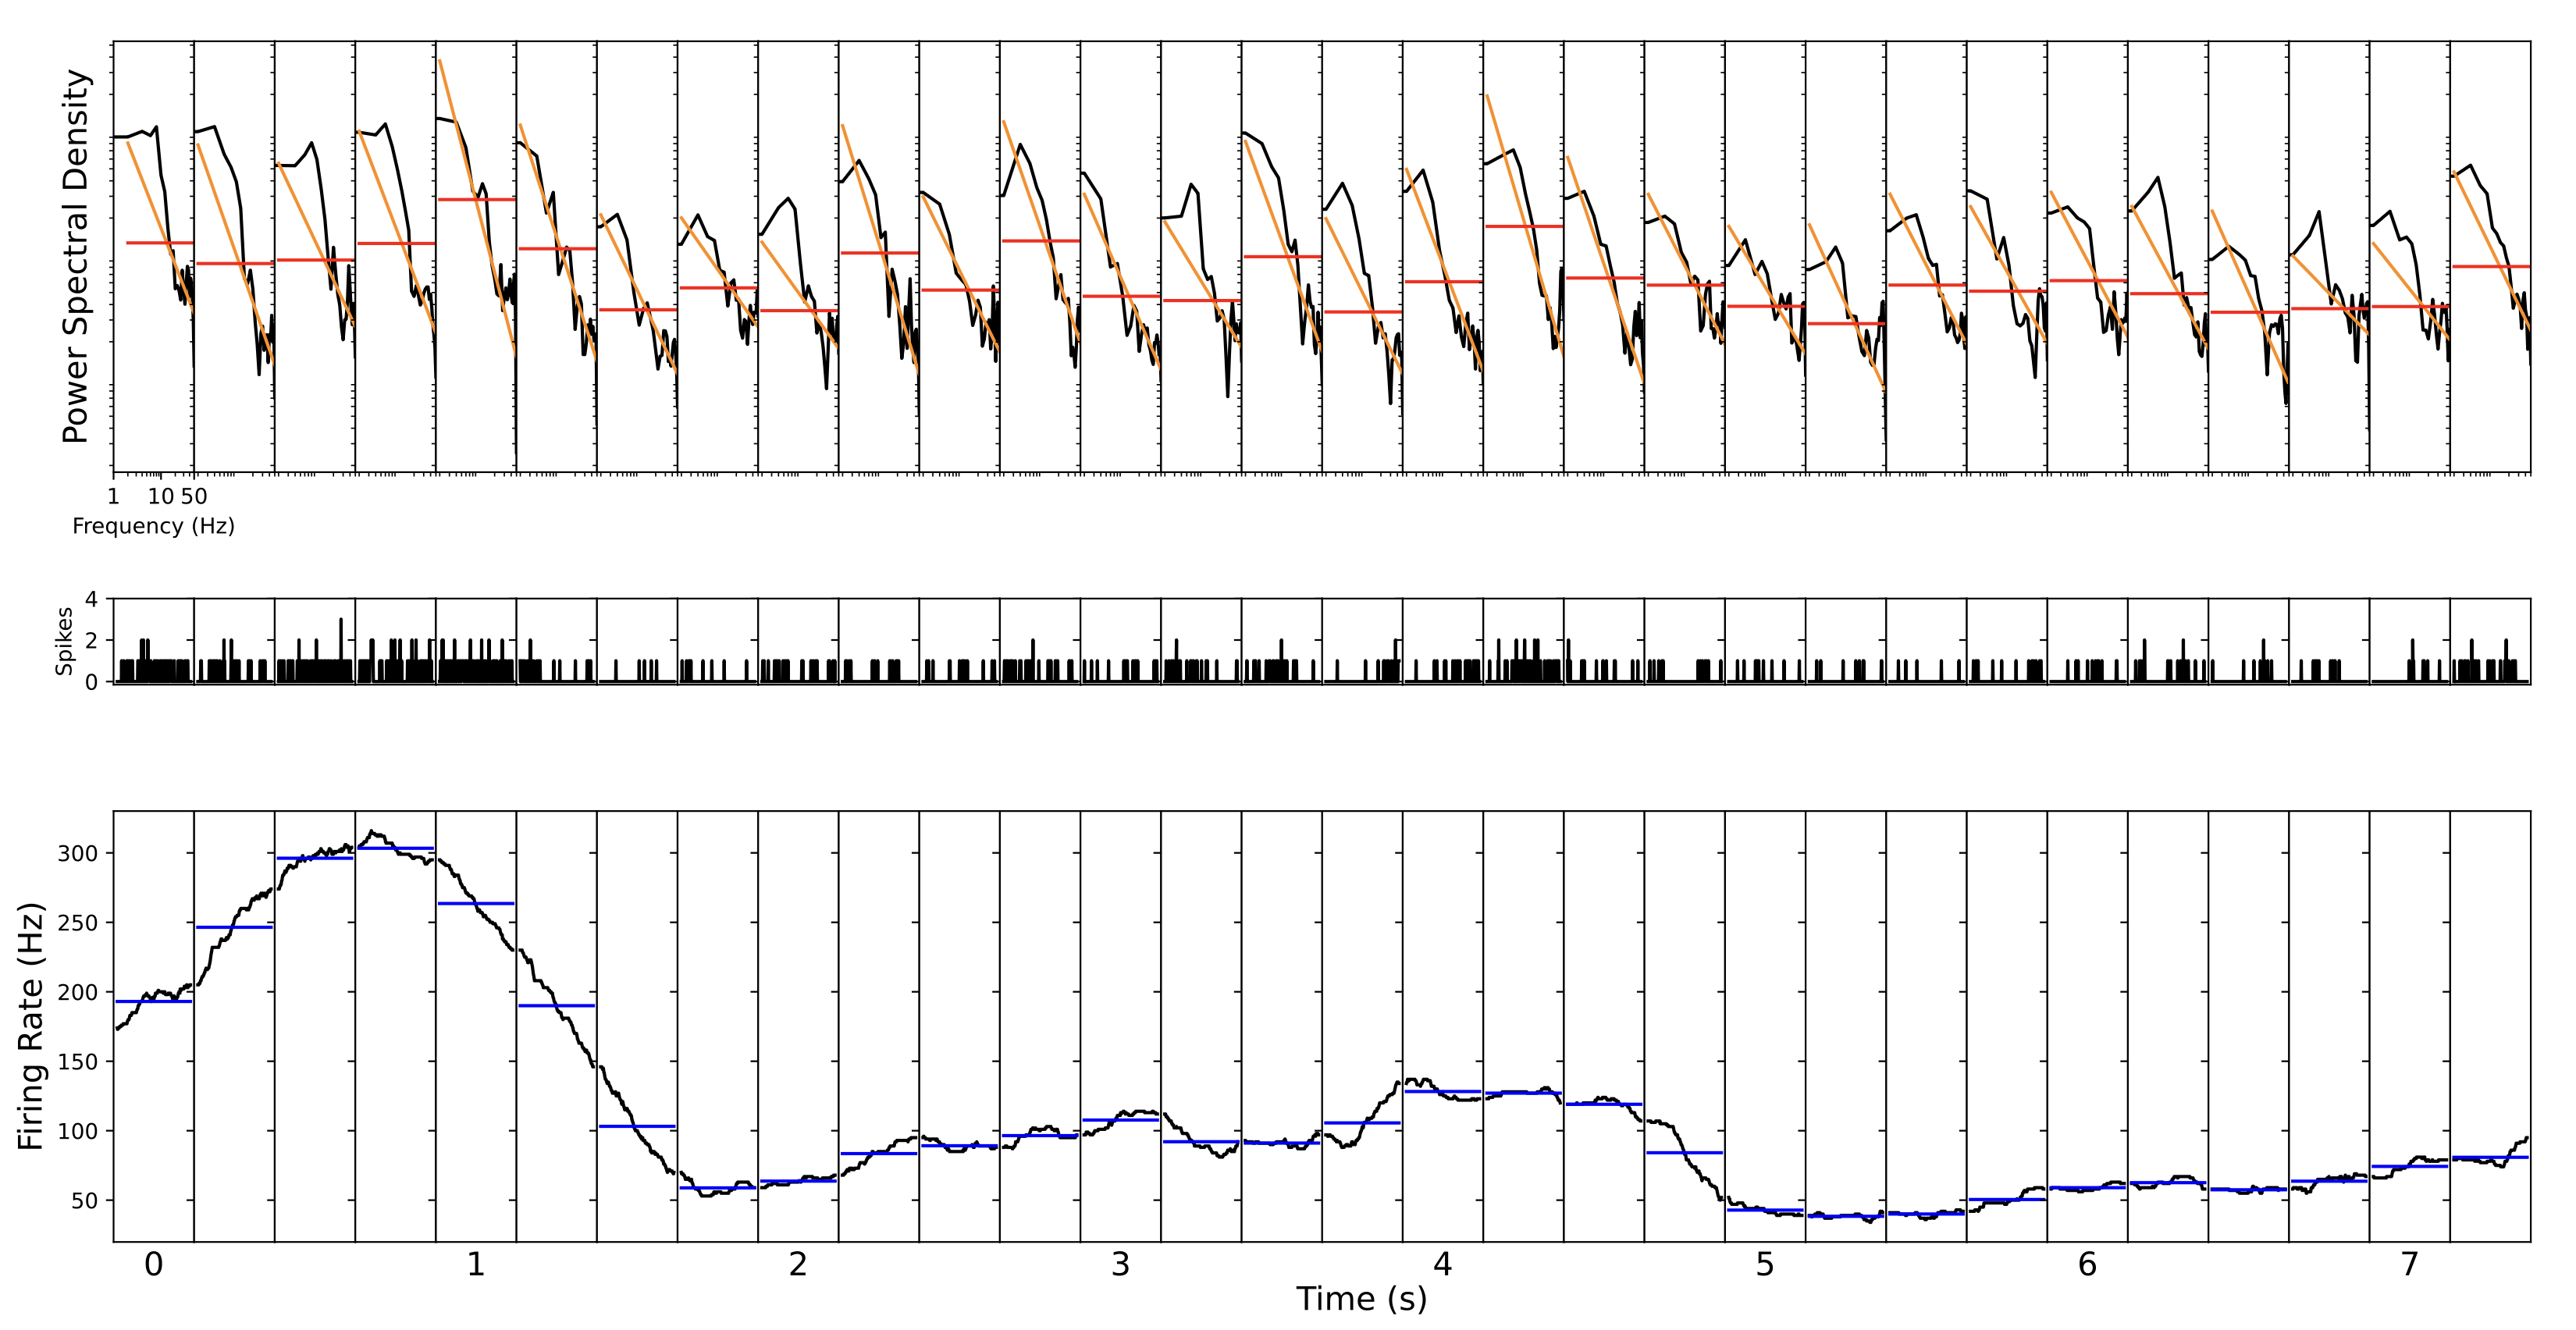 Power Spectral Density
1 10 50
Frequency (Hz)
Spikes
4
2
0
Firing Rate (Hz)
300
250
200
150
100
50
0 1 2 3 4 5 6 7
Time (s)